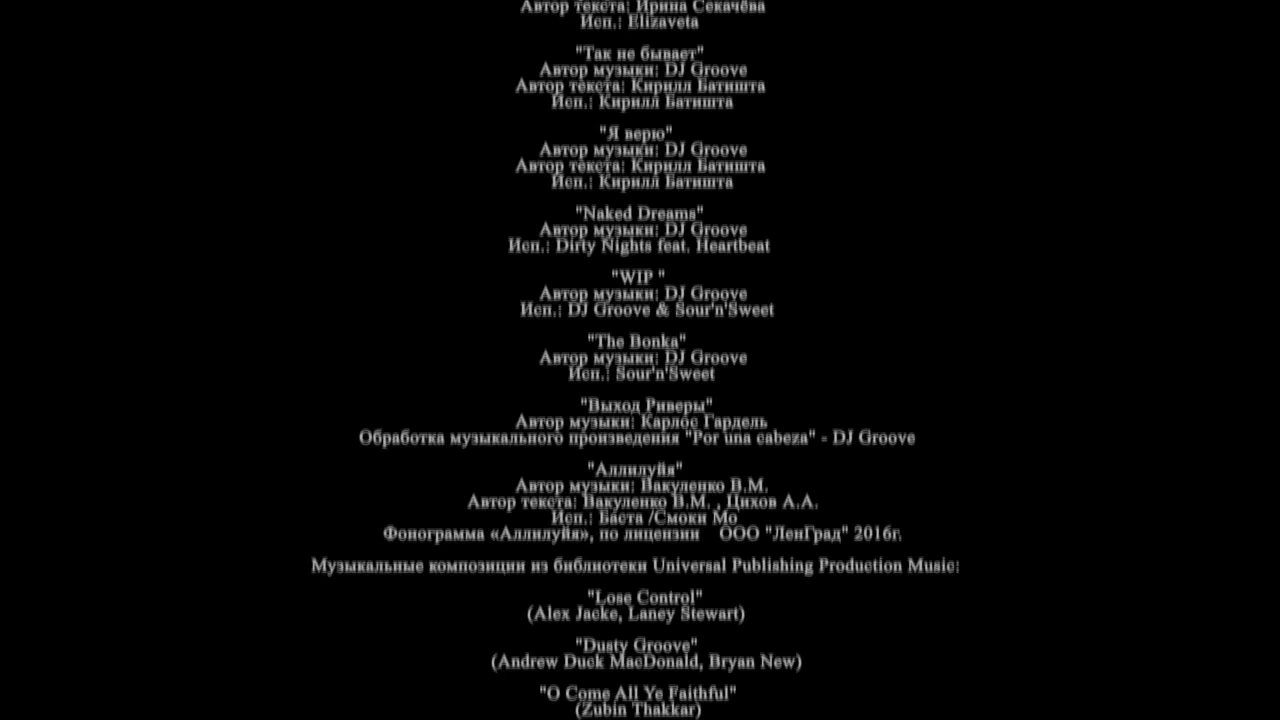 Автор текста: Ирина Секачёва
Исп.: Elizaveta
"Так не бывает"
Автор музыки: DJ Groove
Автор текста: Кирилл Батишта
Исп.: Кирилл Батишта
"Я верю"
Автор музыки: DJ Groove
Автор текста: Кирилл Батишта
Исп.: Кирилл Батишта
"Naked Dreams"
Автор музыки: DJ Groove
Исп.: Dirty Nights feat. Heartbeat
"WIP "
Автор музыки: DJ Groove
Исп.: DJ Groove & Sour'n'Sweet
"The Bonka"
Автор музыки: DJ Groove
Исп.: Sour'n'Sweet
"Выход Риверы"
Автор музыки: Карлос Гардель
Обработка музыкального произведения "Por una cabeza" - DJ Groove
"Аллилуйя"
Автор музыки: Вакуленко В.М.
Автор текста: Вакуленко В.М. , Цихов А.А.
Исп.: Баста /Смоки Мо
Фонограмма «Аллилуйя», по лицензии ООО "ЛенГрад" 2016г.
Музыкальные композиции из библиотеки Universal Publishing Production Music:
"Lose Control"
(Alex Jacke, Laney Stewart)
"Dusty Groove"
(Andrew Duck MacDonald, Bryan New)
"O Come All Ye Faithful"
(Zubin Thakkar)